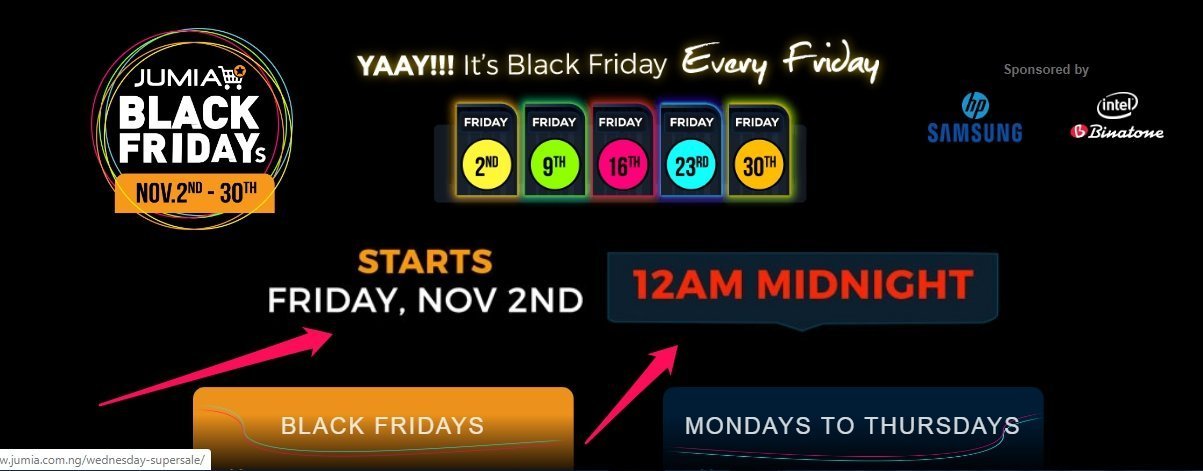 JUMIA
BLACK
FRIDAYs
NOV.2ND - 30TH
YAAY!!! It's Black Friday Every Friday
FRIDAY
2ND
FRIDAY
9TH
FRIDAY
16TH
FRIDAY
23RD
FRIDAY
30TH
Sponsored by
hp
SAMSUNG
intel
B Binatone
STARTS
FRIDAY, NOV 2ND
12AM MIDNIGHT
BLACK FRIDAYS
MONDAYS TO THURSDAYS
w.jumia.com.ng/wednesday-supersale/